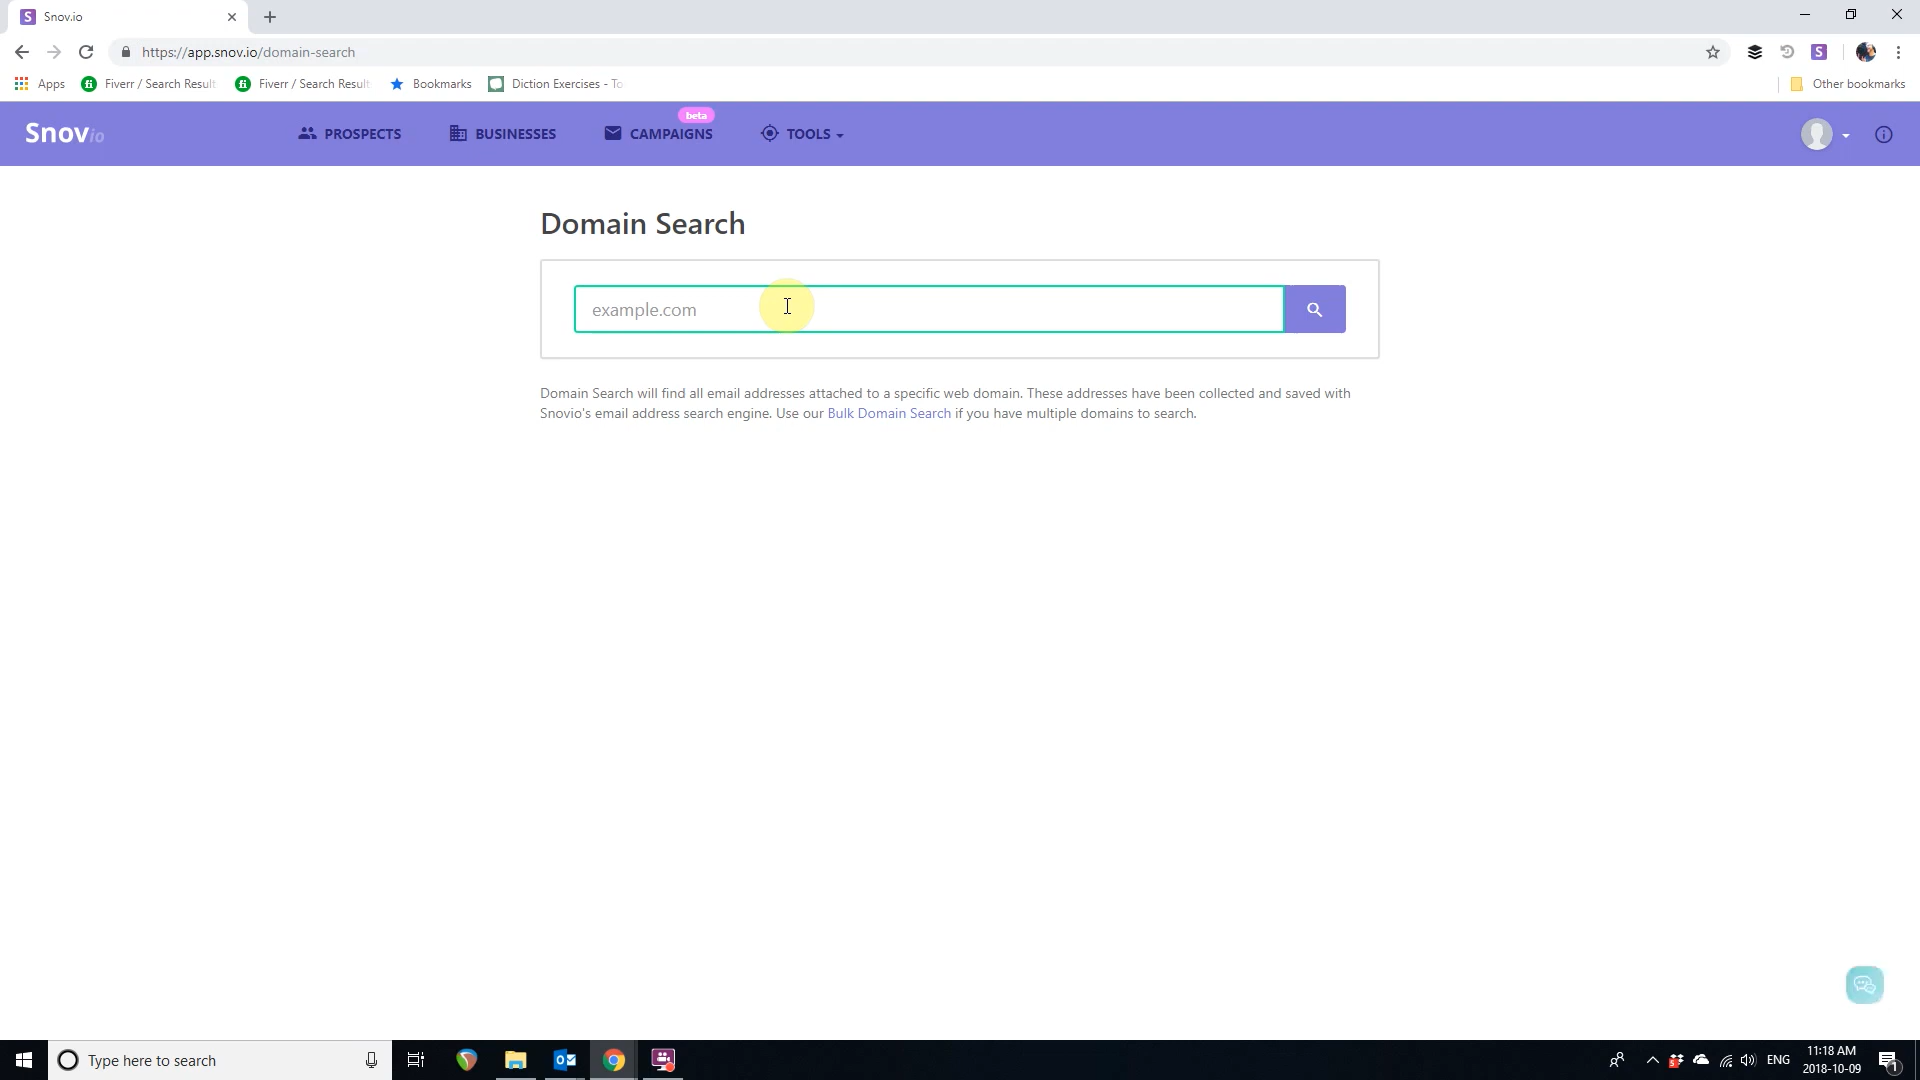 S Snov.io
https://app.snov.io/domain-search
S
Apps
fi Fiverr / Search Result
fi Fiverr / Search Result
Bookmarks
Diction Exercises - To
Other bookmarks
Snovio
PROSPECTS
BUSINESSES
beta
CAMPAIGNS
TOOLS
Domain Search
example.com
Domain Search will find all email addresses attached to a specific web domain. These addresses have been collected and saved with
Snovio's email address search engine. Use our Bulk Domain Search if you have multiple domains to search.
Type here to search
ENG
11:18 AM
2018-10-09
1